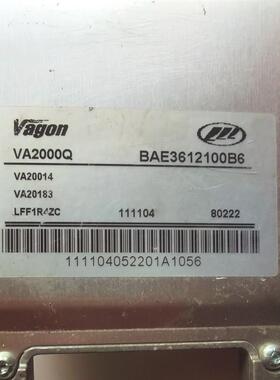 Vagon
VA2000Q BAE3612100B6
VA20014
VA20183
LFF1R4ZC 111104 80222
111104052201A1056